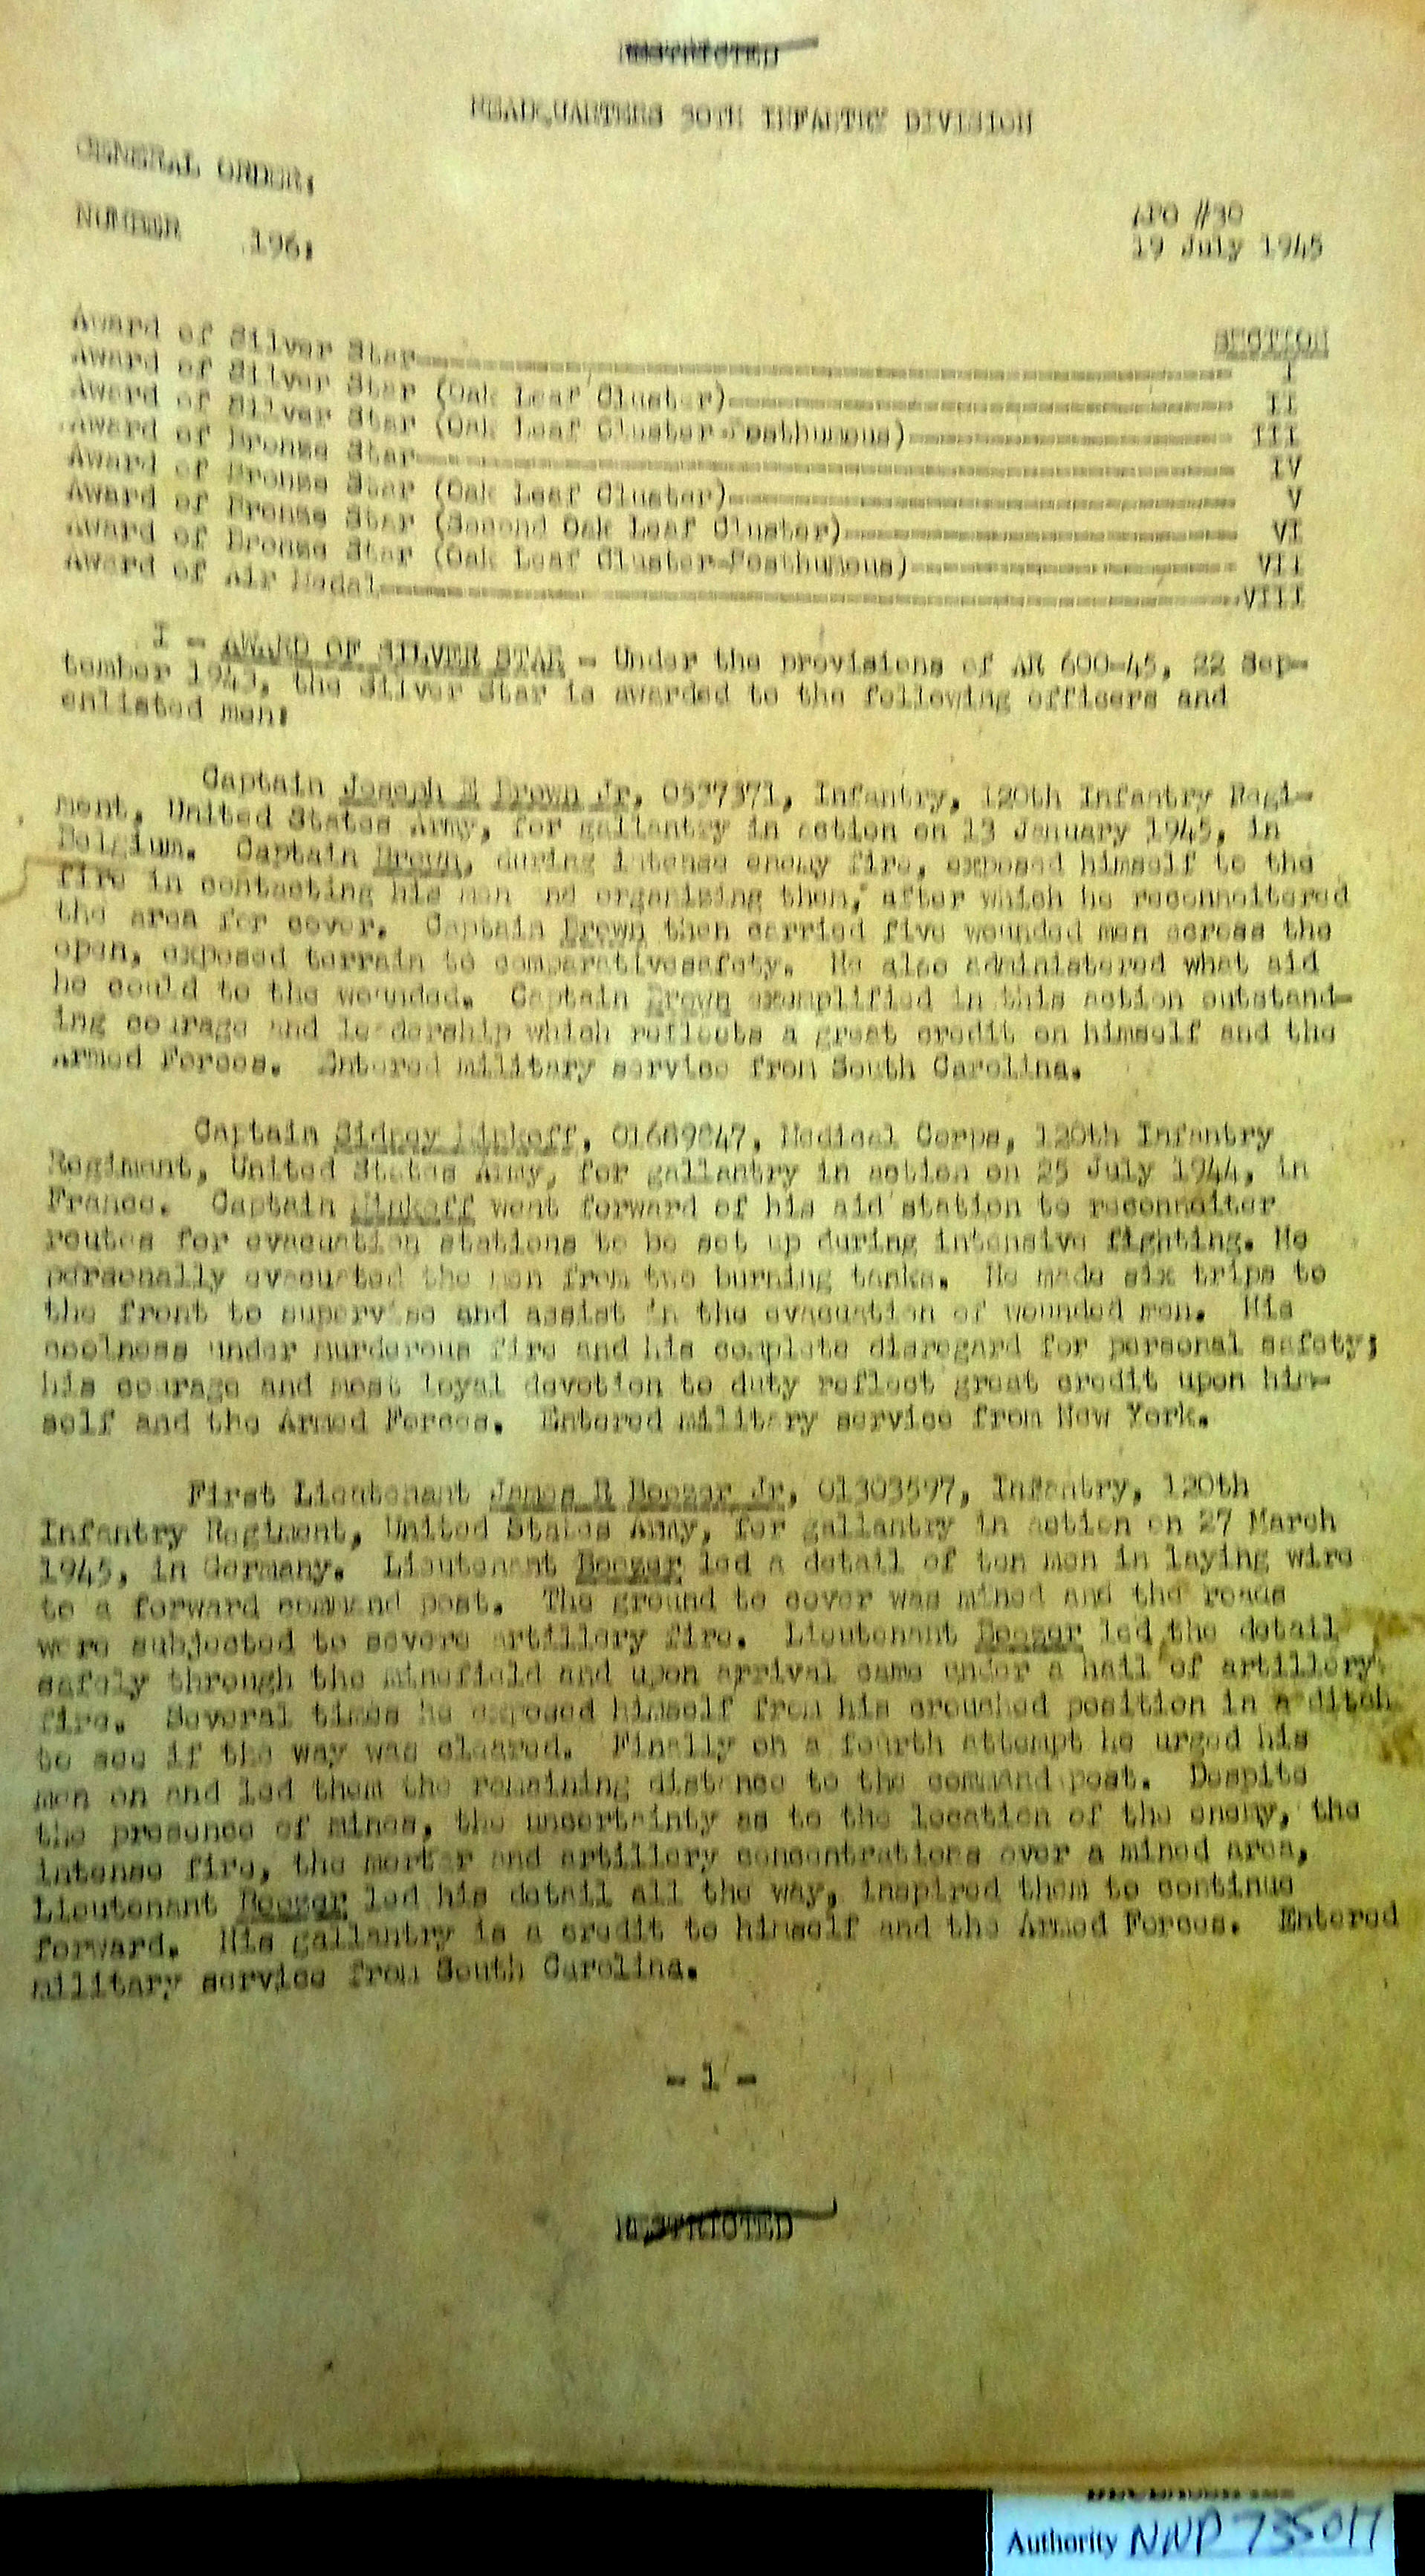 RESTRICTED
HEADQUARTERS 30TH INFANTRY DIVISION
GENERAL ORDER:
NUMBER 196:
APO #30
19 July 1945
SECTION
Award of Silver Star-----I
Award of Silver Star (Oak Leaf Cluster)-----II
Award of Silver Star (Oak Leaf Cluster-Posthumous)-----III
Award of Bronze Star-----IV
Award of Bronze Star (Oak Leaf Cluster)-----V
Award of Bronze Star (Second Oak Leaf Cluster)-----VI
Award of Bronze Star (Oak Leaf Cluster-Posthumous)-----VII
Award of Air Medal-----VIII
I - AWARD OF SILVER STAR - Under the provisions of AR 600-45, 22 Sep-
tember 1943, the Silver Star is awarded to the following officers and
enlisted men:
Captain Joseph E Brown Jr, 0537371, Infantry, 120th Infantry Regi-
ment, United States Army, for gallantry in action on 13 January 1945, in
Belgium. Captain Brown, during intense enemy fire, exposed himself to the
fire in contacting his men and organizing them, after which he reconnoitered
the area for cover. Captain Brown then carried five wounded men across the
open, exposed terrain to comparativesafety. He also administered what aid
he could to the wounded. Captain Brown exemplified in this action outstand-
ing courage and leadership which reflects a great credit on himself and the
Armed Forces. Entered military service from South Carolina.
Captain Sidney Minkoff, Medical Corps, 120th Infantry
Regiment, United States Army, for gallantry in action on 25 July 1944, in
France. Captain Minkoff went forward of his aid station to reconnoiter
routes for evacuation stations to be set up during intensive fighting. He
personally evacuated the men from two burning tanks. He made six trips to
the front to supervise and assist in the evacuation of wounded men. His
coolness under murderous fire and his complete disregard for personal safety;
his courage and most loyal devotion to duty reflect great credit upon him-
self and the Armed Forces. Entered military service from New York.
First Lieutenant James R Boozer Jr, 01303597, Infantry, 120th
Infantry Regiment, United States Army, for gallantry in action on 27 March
1945, in Germany. Lieutenant Boozer led a detail of ten men in laying wire
to a forward command post. The ground to cover was mined and the roads
were subjected to severe artillery fire. Lieutenant Boozer led the detail
safely through the minefield and upon arrival came under a hail of artillery
fire. Several times he exposed himself from his crouched position in a ditch
to see if the way was cleared. Finally on a fourth attempt he urged his
men on and led them the remaining distance to the command post. Despite
the presence of mines, the uncertainty as to the location of the enemy, the
intense fire, the mortar and artillery concentrations over a mined area,
Lieutenant Boozer led his detail all the way, inspired them to continue
forward. His gallantry is a credit to himself and the Armed Forces. Entered
military service from South Carolina.
- 1 -
RESTRICTED
Authority NND 735017